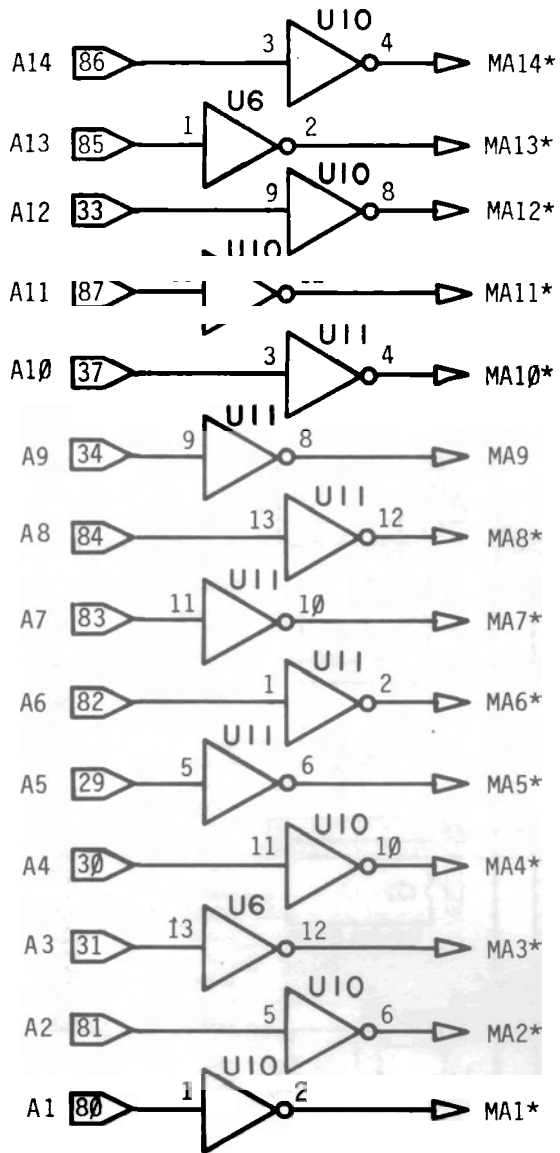 U10
A14 86 3 4 MA14*
U6
A13 85 1 2 MA13*
U10
A12 33 9 8 MA12*
U10
A11 87 MA11*
U11
A1Ø 37 3 4 MA1Ø*
U11
A9 34 9 8 MA9
U11
A8 84 13 12 MA8*
U11
A7 83 11 1Ø MA7*
U11
A6 82 1 2 MA6*
U11
A5 29 5 6 MA5*
U10
A4 3Ø 11 1Ø MA4*
U6
A3 31 13 12 MA3*
U10
A2 81 5 6 MA2*
U10
A1 8Ø 1 2 MA1*